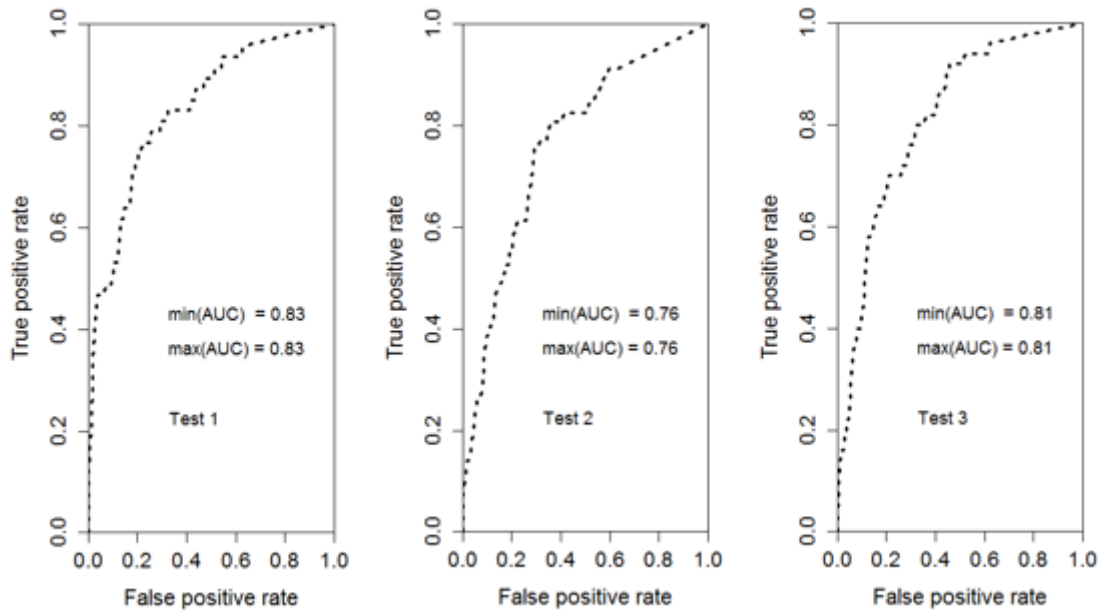 1.0
0.8
0.6
0.4
0.2
0.0
True positive rate
min(AUC) = 0.83
max(AUC) = 0.83
Test 1
0.0 0.2 0.4 0.6 0.8 1.0
False positive rate
1.0
0.8
0.6
0.4
0.2
0.0
True positive rate
min(AUC) = 0.76
max(AUC) = 0.76
Test 2
0.0 0.2 0.4 0.6 0.8 1.0
False positive rate
1.0
0.8
0.6
0.4
0.2
0.0
True positive rate
min(AUC) = 0.81
max(AUC) = 0.81
Test 3
0.0 0.2 0.4 0.6 0.8 1.0
False positive rate